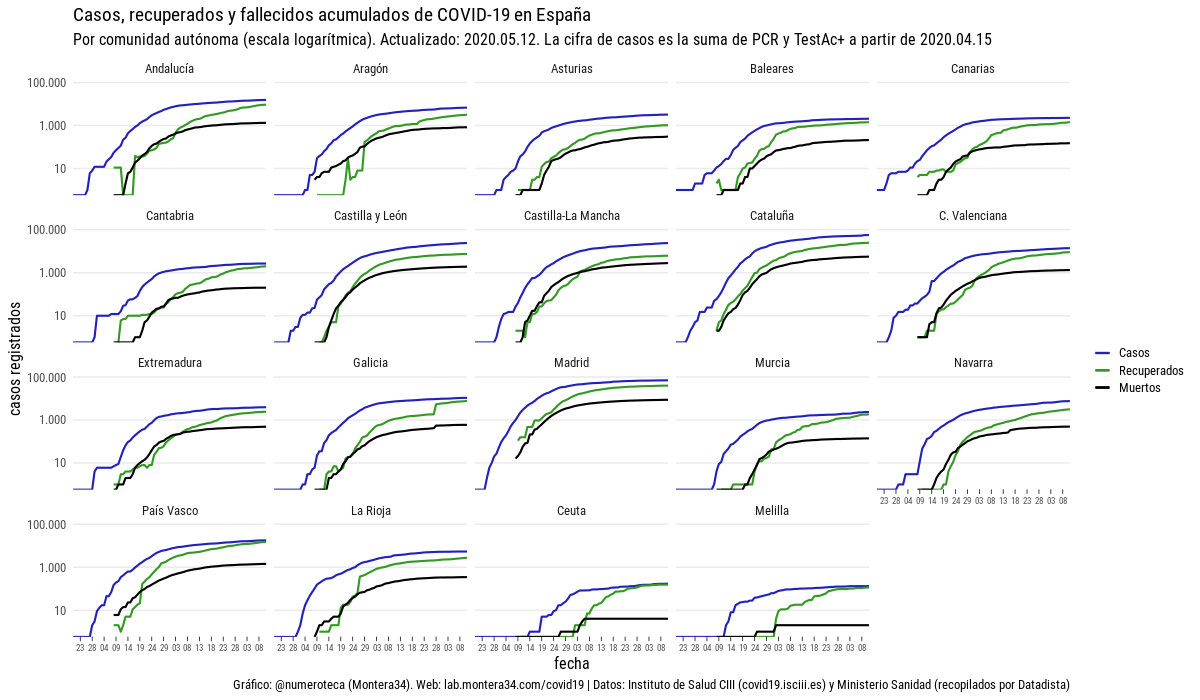 Casos, recuperados y fallecidos acumulados de COVID-19 en España
Por comunidad autónoma (escala logarítmica). Actualizado: 2020.05.12. La cifra de casos es la suma de PCR y TestAc+ a partir de 2020.04.15
Andalucía Aragón Asturias Baleares Canarias
100.000
1.000
10
Cantabria Castilla y León Castilla-La Mancha Cataluña C. Valenciana
100.000
1.000
10
casos registrados
Extremadura Galicia Madrid Murcia Navarra
100.000
1.000
10
23 28 04 09 14 19 24 29 03 08 13 18 23 28 03 08
Casos
Recuperados
Muertos
País Vasco La Rioja Ceuta Melilla
100.000
1.000
10
23 28 04 09 14 19 24 29 03 08 13 18 23 28 03 08 23 28 04 09 14 19 24 29 03 08 13 18 23 28 03 08 23 28 04 09 14 19 24 29 03 08 13 18 23 28 03 08 23 28 04 09 14 19 24 29 03 08 13 18 23 28 03 08
fecha
Gráfico: @numeroteca (Montera34). Web: lab.montera34.com/covid19 | Datos: Instituto de Salud CIII (covid19.isciii.es) y Ministerio Sanidad (recopilados por Datadista)